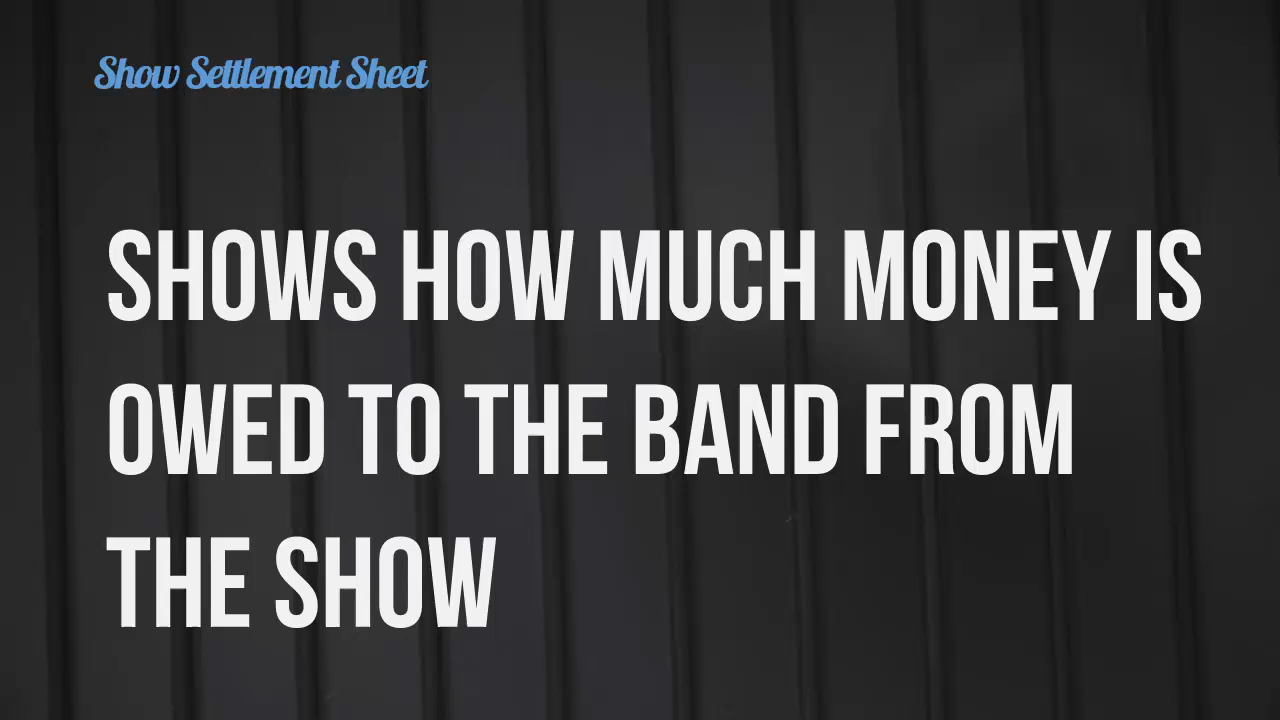 Show Settlement Sheet
SHOWS HOW MUCH MONEY IS
OWED TO THE BAND FROM
THE SHOW